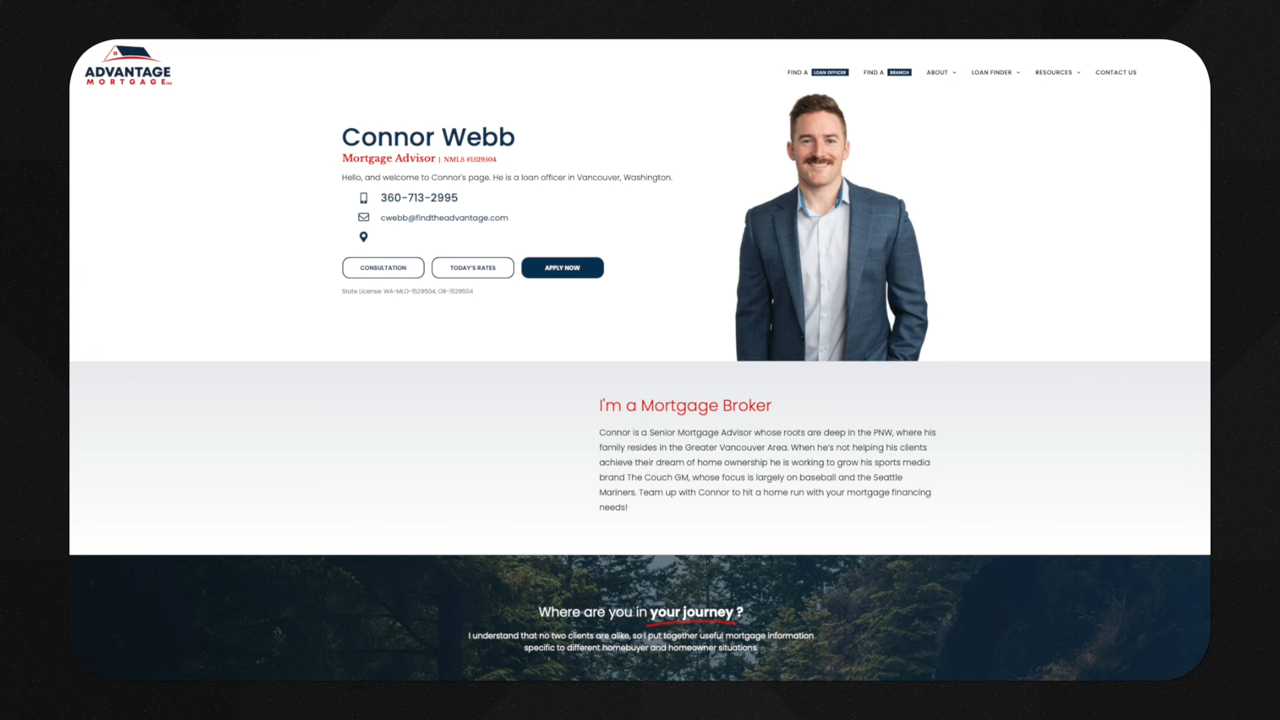 ADVANTAGE
MORTGAGE INC.
FIND A LOAN OFFICER
FIND A BRANCH
ABOUT
LOAN FINDER
RESOURCES
CONTACT US
Connor Webb
Mortgage Advisor | NMLS #1529504
Hello, and welcome to Connor's page. He is a loan officer in Vancouver, Washington.
360-713-2995
cwebb@findtheadvantage.com
CONSULTATION
TODAY'S RATES
APPLY NOW
State License: WA-MLO-1529504, OR-1529504
I'm a Mortgage Broker
Connor is a Senior Mortgage Advisor whose roots are deep in the PNW, where his
family resides in the Greater Vancouver Area. When he's not helping his clients
achieve their dream of home ownership he is working to grow his sports media
brand The Couch GM, whose focus is largely on baseball and the Seattle
Mariners. Team up with Connor to hit a home run with your mortgage financing
needs!
Where are you in your journey ?
I understand that no two clients are alike, so I put together useful mortgage information
specific to different homebuyer and homeowner situations.